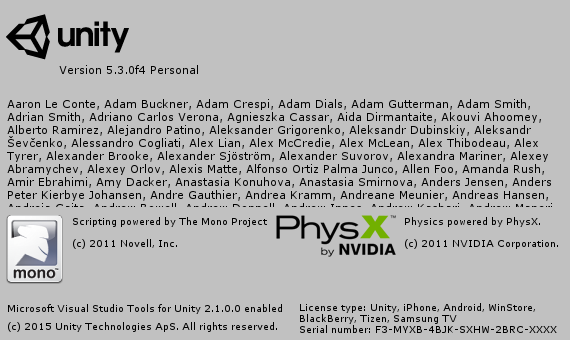 unity
Version 5.3.0f4 Personal
Aaron Le Conte, Adam Buckner, Adam Crespi, Adam Dials, Adam Gutterman, Adam Smith,
Adrian Smith, Adriano Carlos Verona, Agnieszka Cassar, Aida Dirmantaite, Akouvi Ahoomey,
Alberto Ramirez, Alejandro Patino, Aleksander Grigorenko, Aleksandr Dubinskiy, Aleksandr
Ševčenko, Alessandro Cogliati, Alex Lian, Alex McCredie, Alex McLean, Alex Thibodeau, Alex
Tyrer, Alexander Brooke, Alexander Sjöström, Alexander Suvorov, Alexandra Mariner, Alexey
Abramychev, Alexey Orlov, Alexis Matte, Alfonso Ortiz Palma Junco, Allen Foo, Amanda Rush,
Amir Ebrahimi, Amy Dacker, Anastasia Konuhova, Anastasia Smirnova, Anders Jensen, Anders
Peter Kierbye Johansen, Andre Gauthier, Andrea Kramm, Andreane Meunier, Andreas Hansen,
mono™
Scripting powered by The Mono Project
(c) 2011 Novell, Inc.
PhysX™
by NVIDIA
Physics powered by PhysX.
(c) 2011 NVIDIA Corporation.
Microsoft Visual Studio Tools for Unity 2.1.0.0 enabled
(c) 2015 Unity Technologies ApS. All rights reserved.
License type: Unity, iPhone, Android, WinStore,
BlackBerry, Tizen, Samsung TV
Serial number: F3-MYXB-4BJK-SXHW-2BRC-XXXX